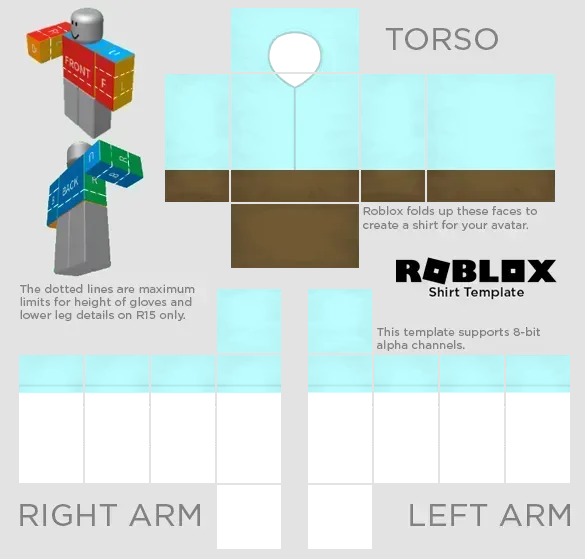 TORSO
FRONT
F
L
U
R
D
BACK
U
B
R
B
R
Roblox folds up these faces to
create a shirt for your avatar.
ROBLOX
Shirt Template
The dotted lines are maximum
limits for height of gloves and
lower leg details on R15 only.
This template supports 8-bit
alpha channels.
RIGHT ARM
LEFT ARM